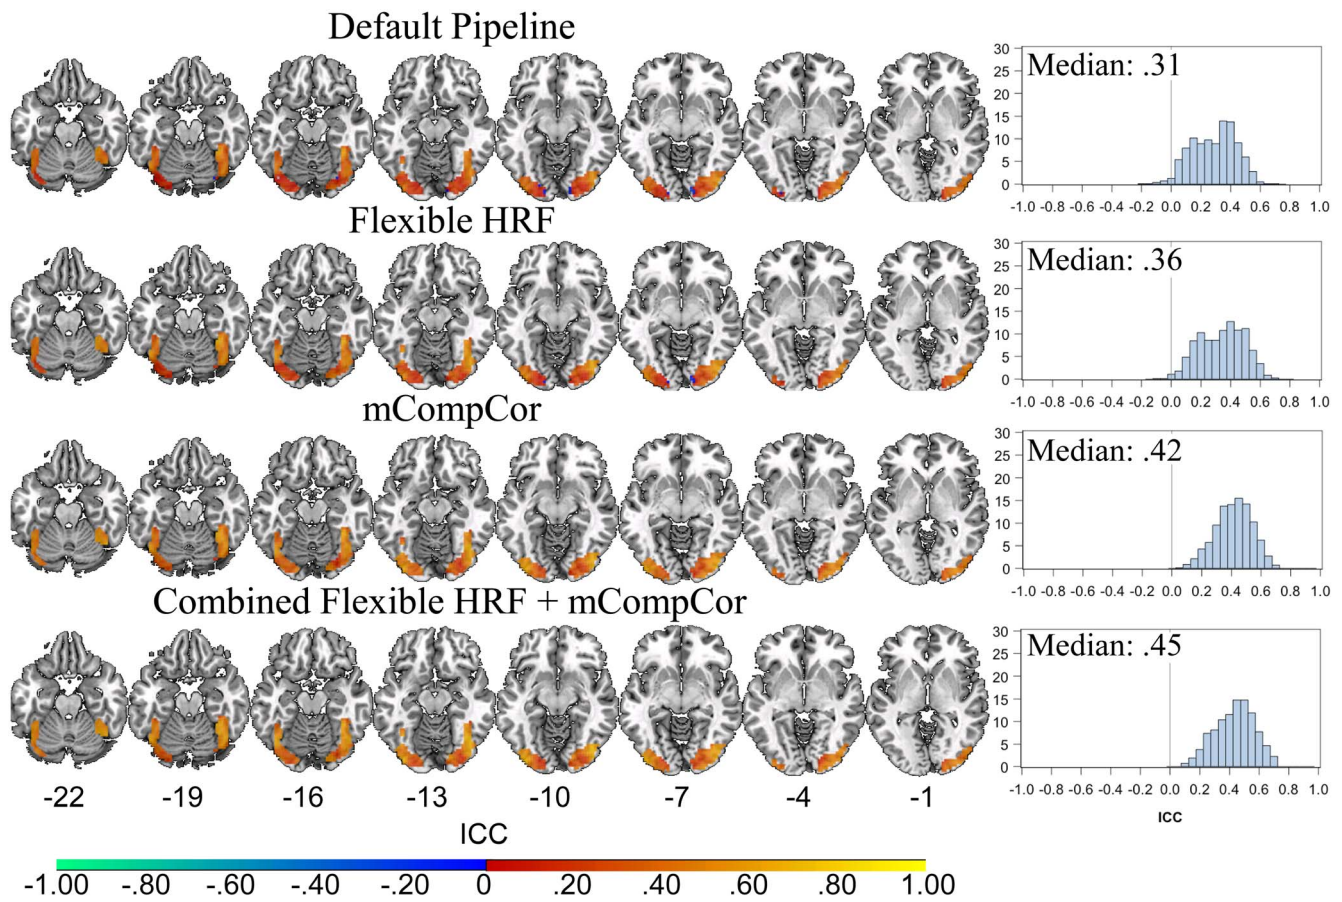 Default Pipeline
Median: .31
30
25
20
15
10
5
0
-1.0 -0.8 -0.6 -0.4 -0.2 0.0 0.2 0.4 0.6 0.8 1.0
Flexible HRF
Median: .36
30
25
20
15
10
5
0
-1.0 -0.8 -0.6 -0.4 -0.2 0.0 0.2 0.4 0.6 0.8 1.0
mCompCor
Median: .42
30
25
20
15
10
5
0
-1.0 -0.8 -0.6 -0.4 -0.2 0.0 0.2 0.4 0.6 0.8 1.0
Combined Flexible HRF + mCompCor
Median: .45
30
25
20
15
10
5
0
-1.0 -0.8 -0.6 -0.4 -0.2 0.0 0.2 0.4 0.6 0.8 1.0
ICC
-22 -19 -16 -13 -10 -7 -4 -1
ICC
-1.00 -.80 -.60 -.40 -.20 0 .20 .40 .60 .80 1.00